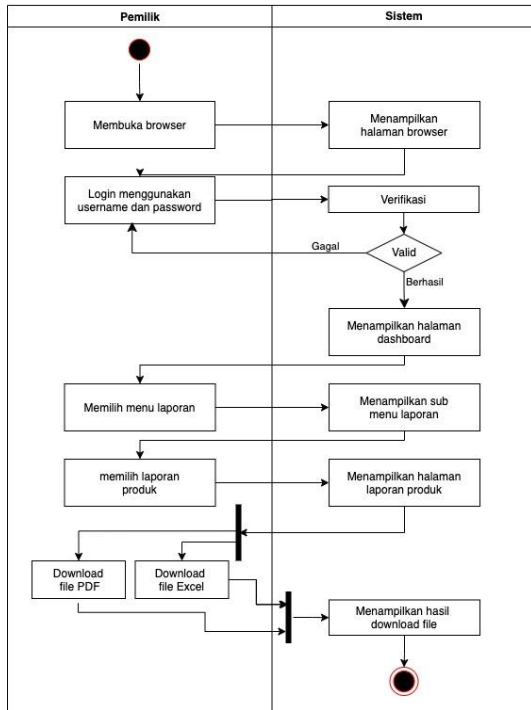 Pemilik
Sistem
Membuka browser
Menampilkan
halaman browser
Login menggunakan
username dan password
Verifikasi
Gagal
Valid
Berhasil
Menampilkan halaman
dashboard
Memilih menu laporan
Menampilkan sub
menu laporan
memilih laporan
produk
Menampilkan halaman
laporan produk
Download
file PDF
Download
file Excel
Menampilkan hasil
download file